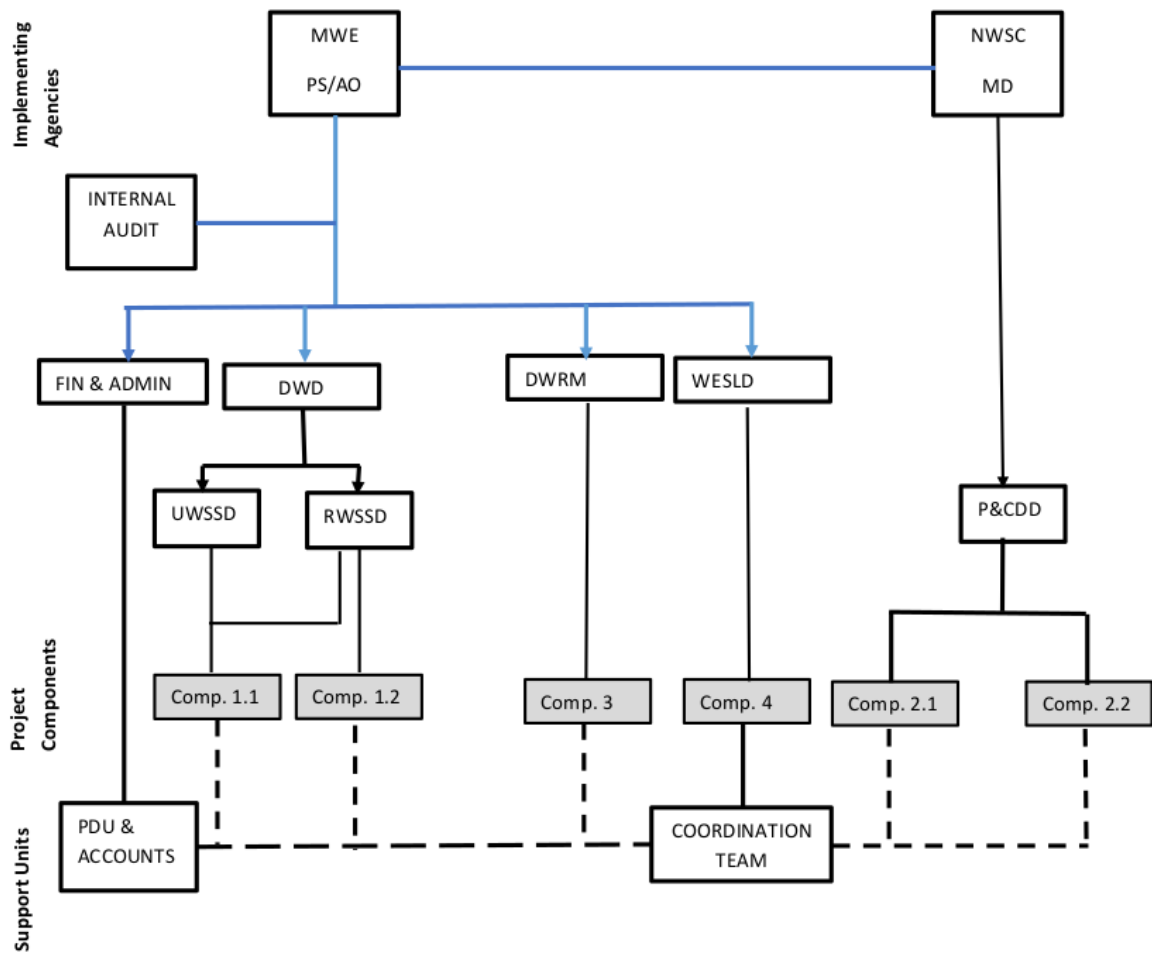 Implementing
Agencies
MWE
PS/AO
NWSC
MD
INTERNAL
AUDIT
FIN & ADMIN
DWD
DWRM
WESLD
UWSSD
RWSSD
P&CDD
Project
Components
Comp. 1.1
Comp. 1.2
Comp. 3
Comp. 4
Comp. 2.1
Comp. 2.2
Support Units
PDU &
ACCOUNTS
COORDINATION
TEAM